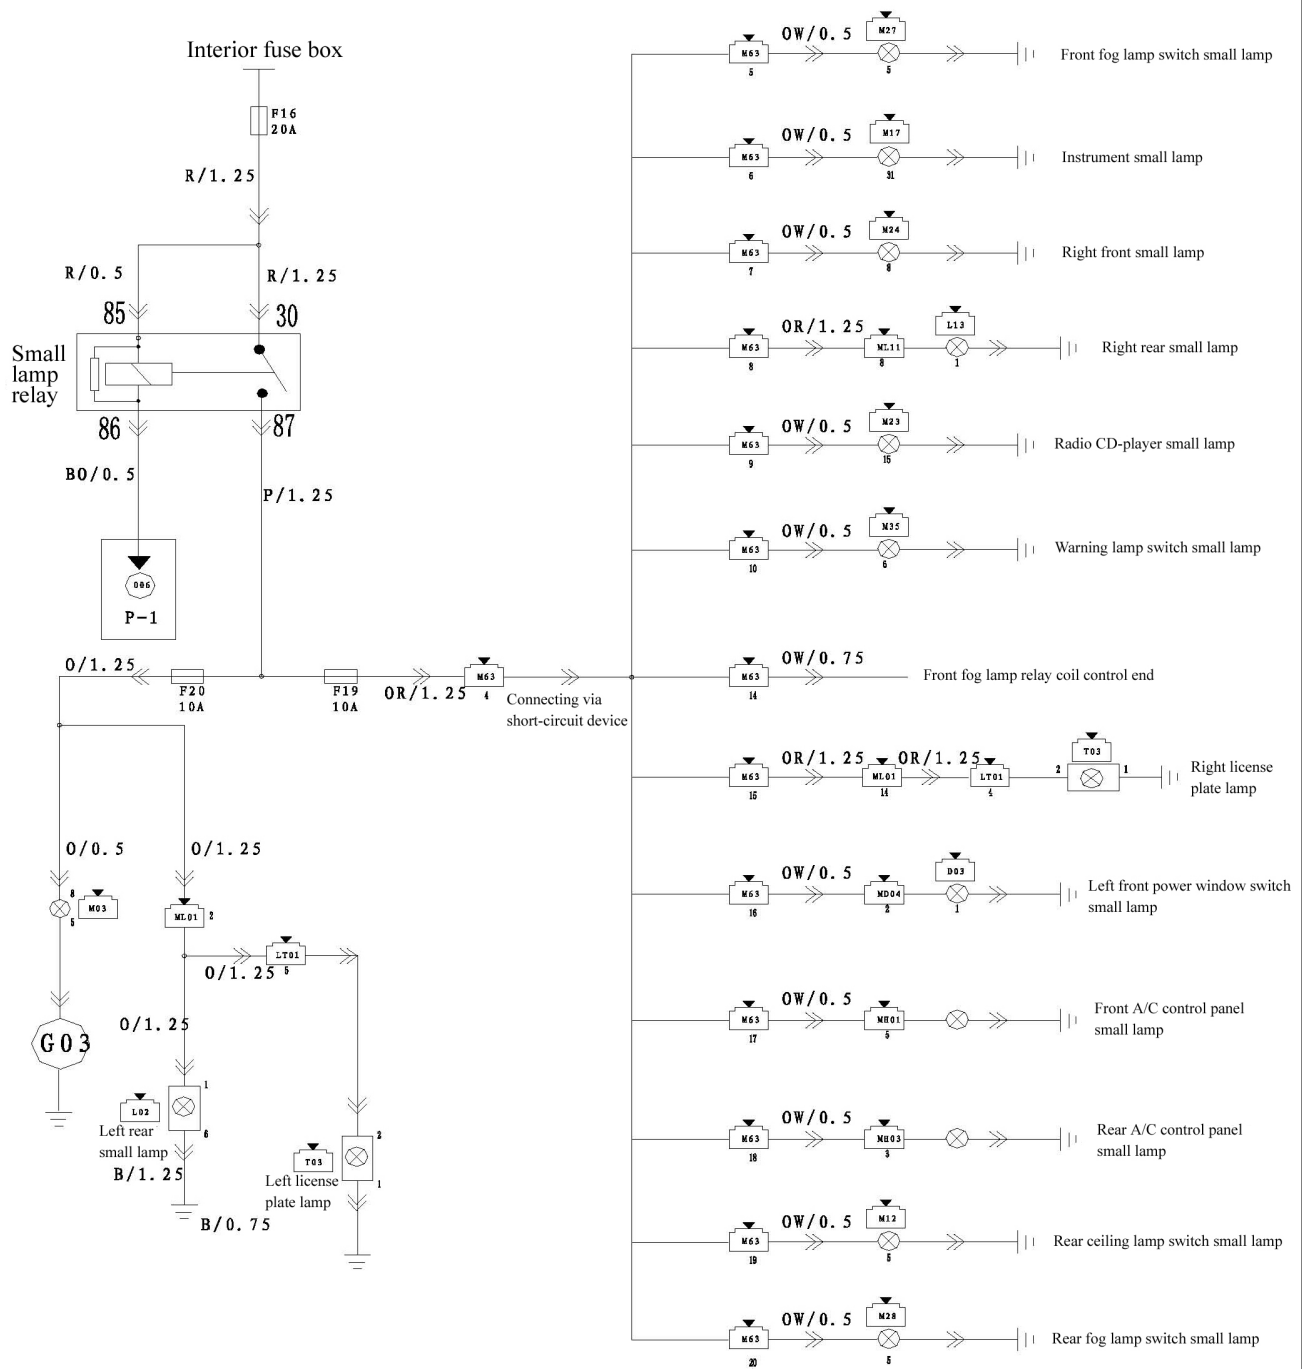 Interior fuse box
F16
20A
R/1.25
R/0.5
R/1.25
85
30
Small
lamp
relay
86
87
BO/0.5
P/1.25
006
P-1
O/1.25
F20
10A
F19
10A
OR/1.25
M63
4
Connecting via
short-circuit device
O/0.5
O/1.25
8
M03
5
ML01
2
O/1.25
LT01
5
O/1.25
G03
1
L02
6
Left rear
small lamp
B/1.25
B/0.75
2
T03
1
Left license
plate lamp
M63
5
OW/0.5
M27
5
Front fog lamp switch small lamp
M63
6
OW/0.5
M17
31
Instrument small lamp
M63
7
OW/0.5
M24
8
Right front small lamp
M63
8
OR/1.25
ML11
8
L13
1
Right rear small lamp
M63
9
OW/0.5
M23
15
Radio CD-player small lamp
M63
10
OW/0.5
M35
6
Warning lamp switch small lamp
M63
14
OW/0.75
Front fog lamp relay coil control end
M63
15
OR/1.25
ML01
14
OR/1.25
LT01
4
2
T03
1
Right license
plate lamp
M63
16
OW/0.5
MD04
2
D03
1
Left front power window switch
small lamp
M63
17
OW/0.5
MH01
5
Front A/C control panel
small lamp
M63
18
OW/0.5
MH03
3
Rear A/C control panel
small lamp
M63
19
OW/0.5
M12
5
Rear ceiling lamp switch small lamp
M63
20
OW/0.5
M28
5
Rear fog lamp switch small lamp